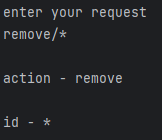 enter your request
remove/*
action - remove
id - *